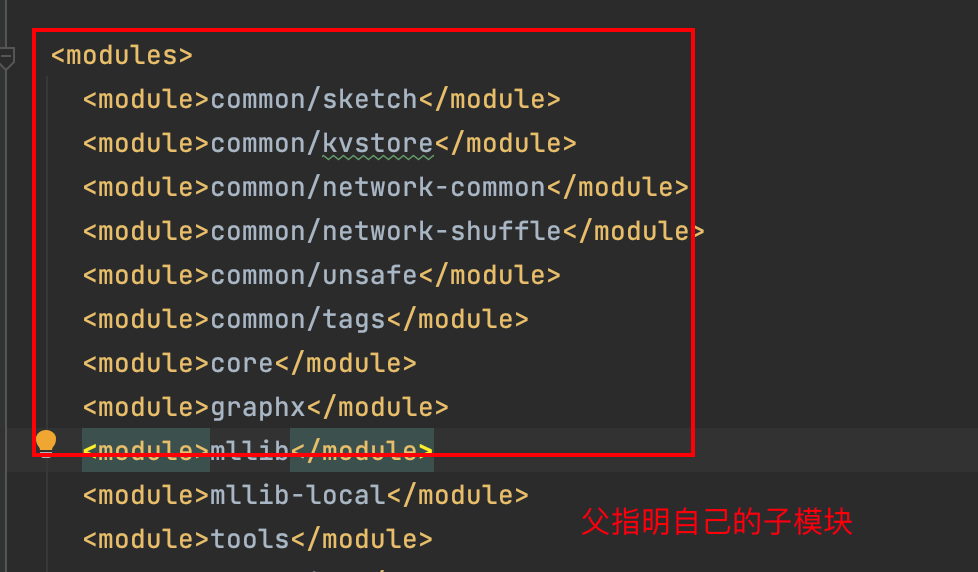 <modules>
<module>common/sketch</module>
<module>common/kvstore</module>
<module>common/network-common</module>
<module>common/network-shuffle</module>
<module>common/unsafe</module>
<module>common/tags</module>
<module>core</module>
<module>graphx</module>
<module>mllib</module>
<module>mllib-local</module>
父指明自己的子模块
<module>tools</module>